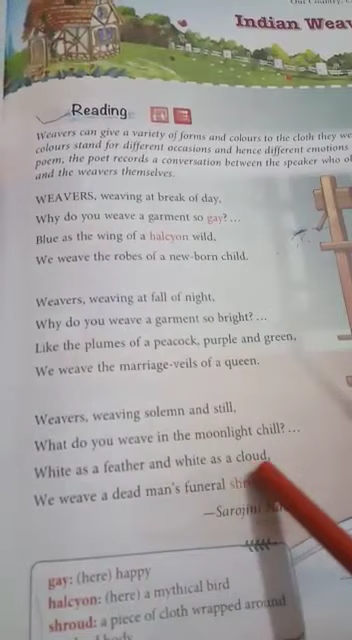 Indian Weav
Reading
Weavers can give a variety of forms and colours to the cloth they we
colours stand for different occasions and hence different emotions
poem, the poet records a conversation between the speaker who o
and the weavers themselves.
WEAVERS, weaving at break of day,
Why do you weave a garment so gay? ...
Blue as the wing of a halcyon wild,
We weave the robes of a new-born child.
Weavers, weaving at fall of night,
Why do you weave a garment so bright? ...
Like the plumes of a peacock, purple and green,
We weave the marriage-veils of a queen.
Weavers, weaving solemn and still,
What do you weave in the moonlight chill? ...
White as a feather and white as a cloud,
We weave a dead man's funeral shr
—Sarojini
gay: (here) happy
halcyon: (here) a mythical bird
shroud: a piece of cloth wrapped around